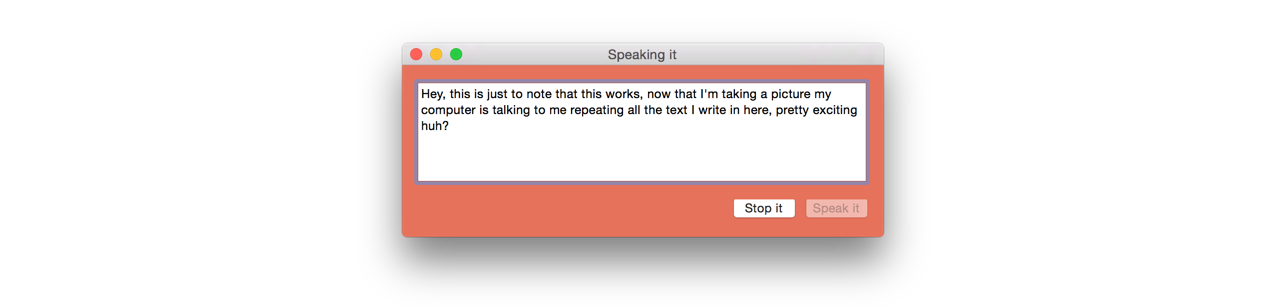 Speaking it
Hey, this is just to note that this works, now that I'm taking a picture my
computer is talking to me repeating all the text I write in here, pretty exciting
huh?
Stop it
Speak it